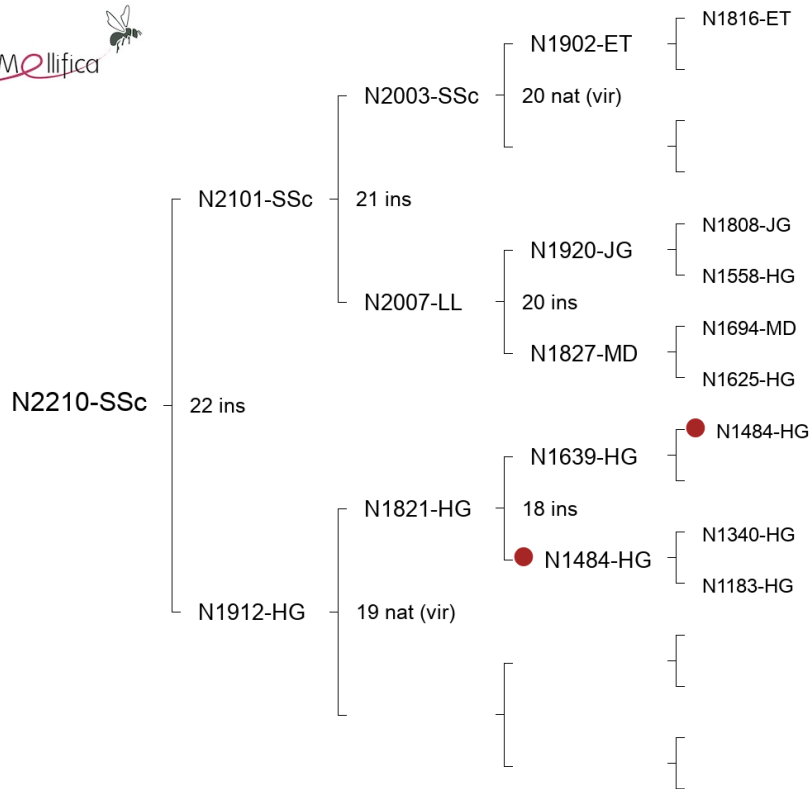 Mellifica
N1816-ET
N1902-ET
N2003-SSc
20 nat (vir)
N2101-SSc
21 ins
N1808-JG
N1920-JG
N1558-HG
N2007-LL
20 ins
N1694-MD
N1827-MD
N1625-HG
N2210-SSc
22 ins
N1484-HG
N1639-HG
N1821-HG
18 ins
N1340-HG
N1484-HG
N1183-HG
N1912-HG
19 nat (vir)